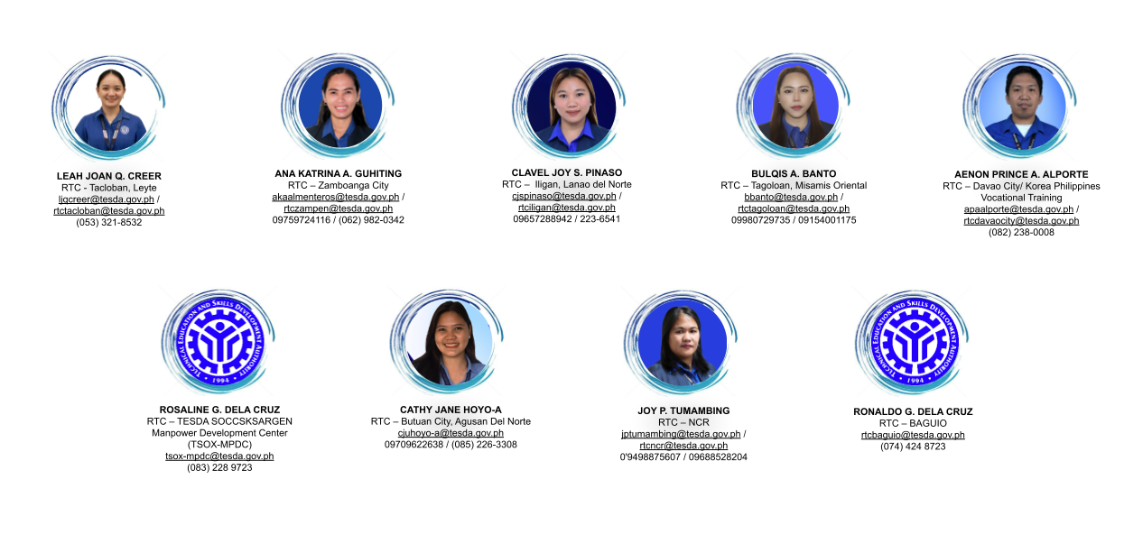 LEAH JOAN Q. CREER
RTC - Tacloban, Leyte
ljqcreer@tesda.gov.ph /
rtctacloban@tesda.gov.ph
(053) 321-8532
ANA KATRINA A. GUHITING
RTC – Zamboanga City
akaalmenteros@tesda.gov.ph /
rtczampen@tesda.gov.ph
09759724116 / (062) 982-0342
CLAVEL JOY S. PINASO
RTC – Iligan, Lanao del Norte
cjspinaso@tesda.gov.ph /
rtciligan@tesda.gov.ph
09657288942 / 223-6541
BULQIS A. BANTO
RTC – Tagoloan, Misamis Oriental
bbanto@tesda.gov.ph /
rtctagoloan@tesda.gov.ph
09980729735 / 09154001175
AENON PRINCE A. ALPORTE
RTC – Davao City/ Korea Philippines
Vocational Training
apaalporte@tesda.gov.ph /
rtcdavaocity@tesda.gov.ph
(082) 238-0008
TECHNICAL EDUCATION AND SKILLS DEVELOPMENT AUTHORITY
• 1994 •
ROSALINE G. DELA CRUZ
RTC – TESDA SOCCSKSARGEN
Manpower Development Center
(TSOX-MPDC)
tsox-mpdc@tesda.gov.ph
(083) 228 9723
CATHY JANE HOYO-A
RTC – Butuan City, Agusan Del Norte
cjuhoyo-a@tesda.gov.ph
09709622638 / (085) 226-3308
JOY P. TUMAMBING
RTC – NCR
jptumambing@tesda.gov.ph /
rtcncr@tesda.gov.ph
0'9498875607 / 09688528204
TECHNICAL EDUCATION AND SKILLS DEVELOPMENT AUTHORITY
• 1994 •
RONALDO G. DELA CRUZ
RTC – BAGUIO
rtcbaguio@tesda.gov.ph
(074) 424 8723